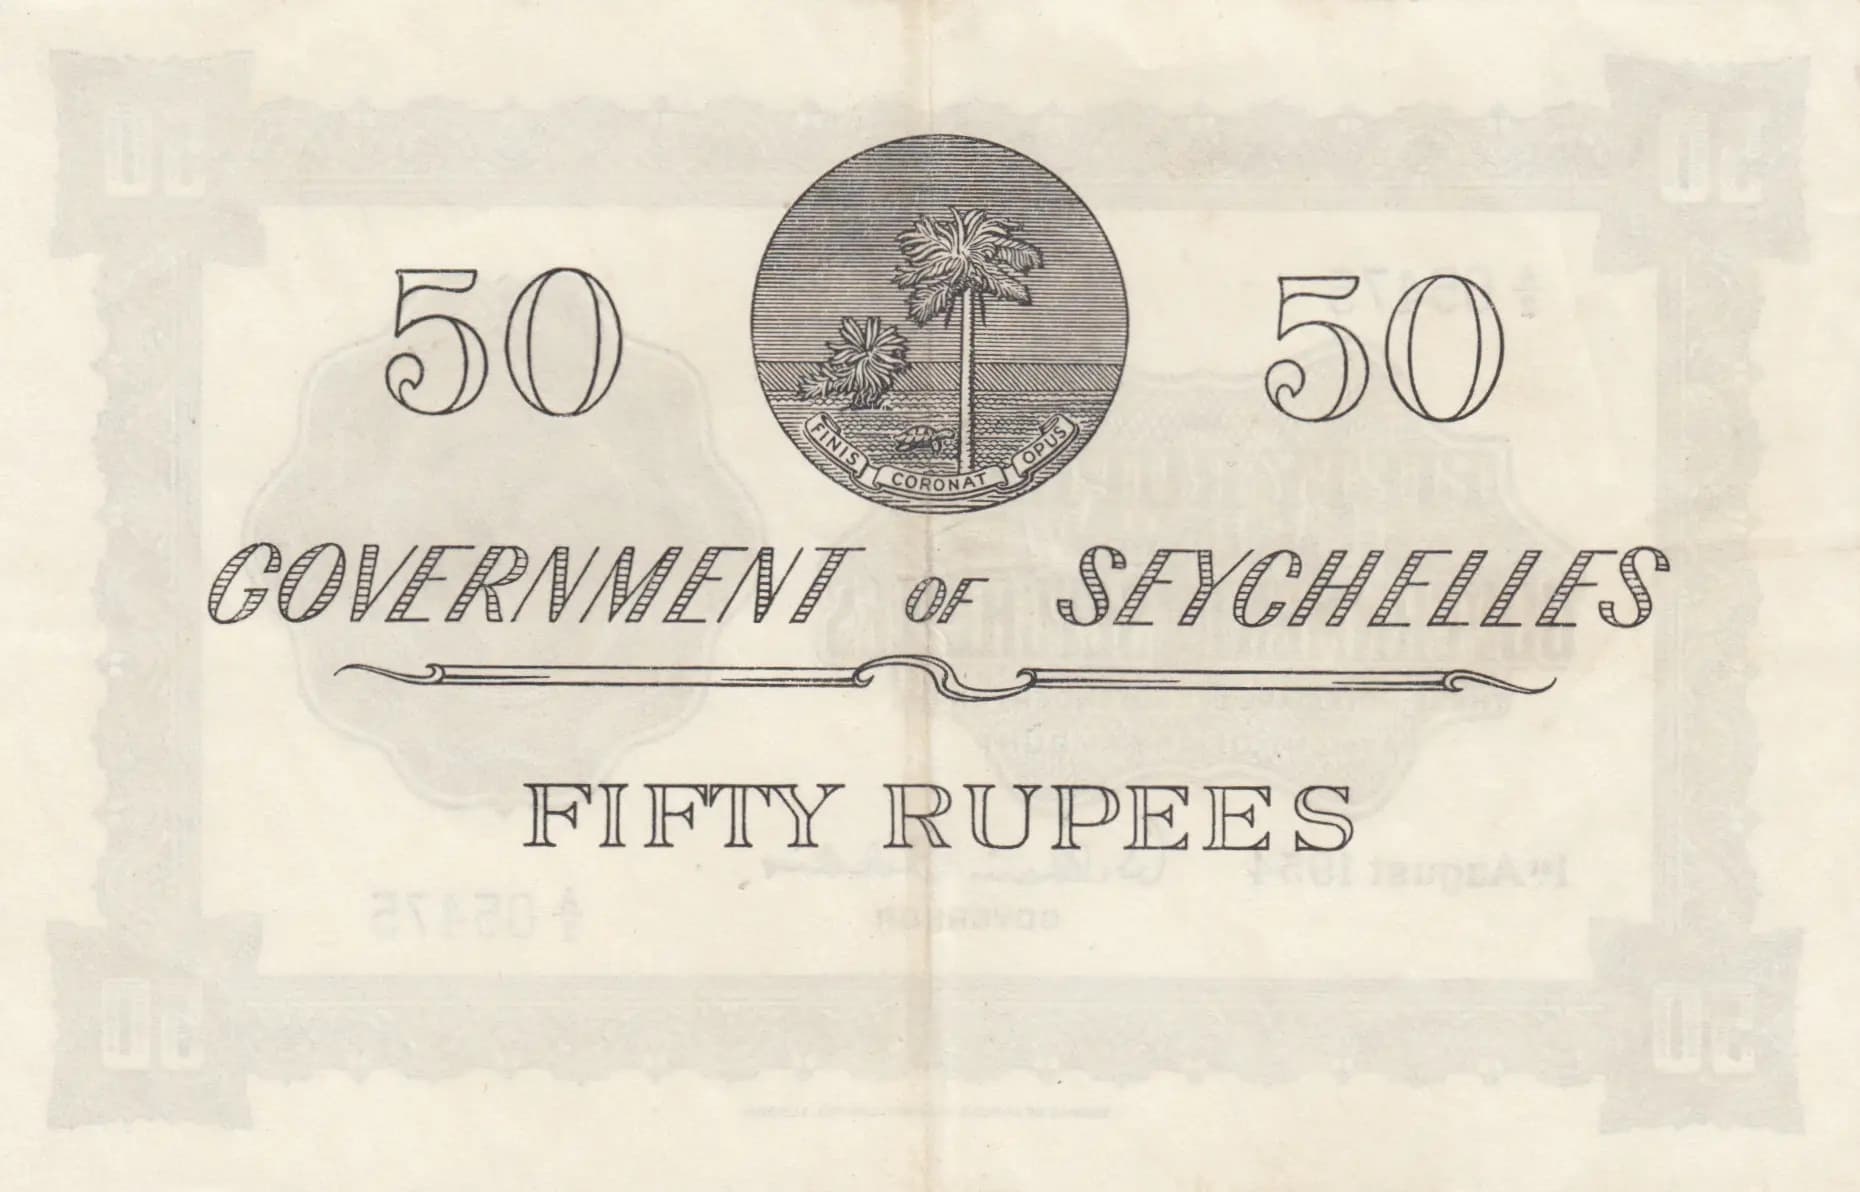 50 50
FINIS CORONAT OPUS
GOVERNMENT OF SEYCHELLES
FIFTY RUPEES